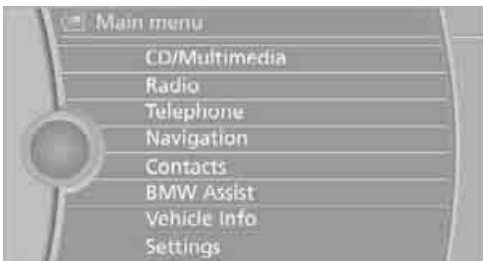 Main menu
CD/Multimedia
Radio
Telephone
Navigation
Contacts
BMW Assist
Vehicle Info
Settings